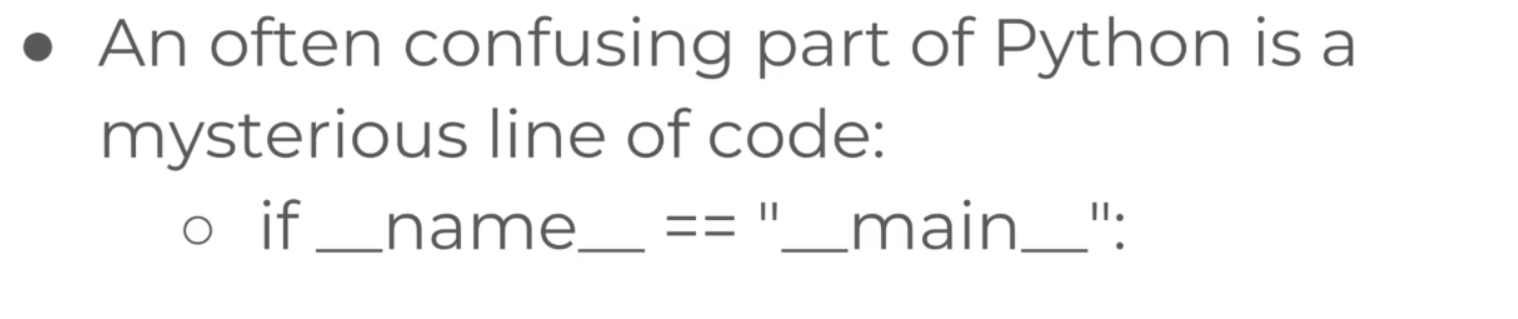 ● An often confusing part of Python is a
mysterious line of code:
○ if __name__ == "__main__":